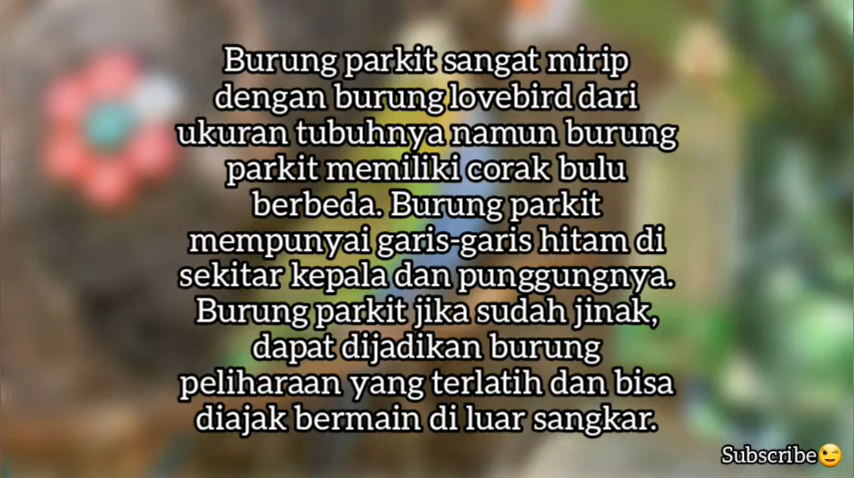 Burung parkit sangat mirip
dengan burung lovebird dari
ukuran tubuhnya namun burung
parkit memiliki corak bulu
berbeda. Burung parkit
mempunyai garis-garis hitam di
sekitar kepala dan punggungnya.
Burung parkit jika sudah jinak,
dapat dijadikan burung
peliharaan yang terlatih dan bisa
diajak bermain di luar sangkar.
Subscribe😉